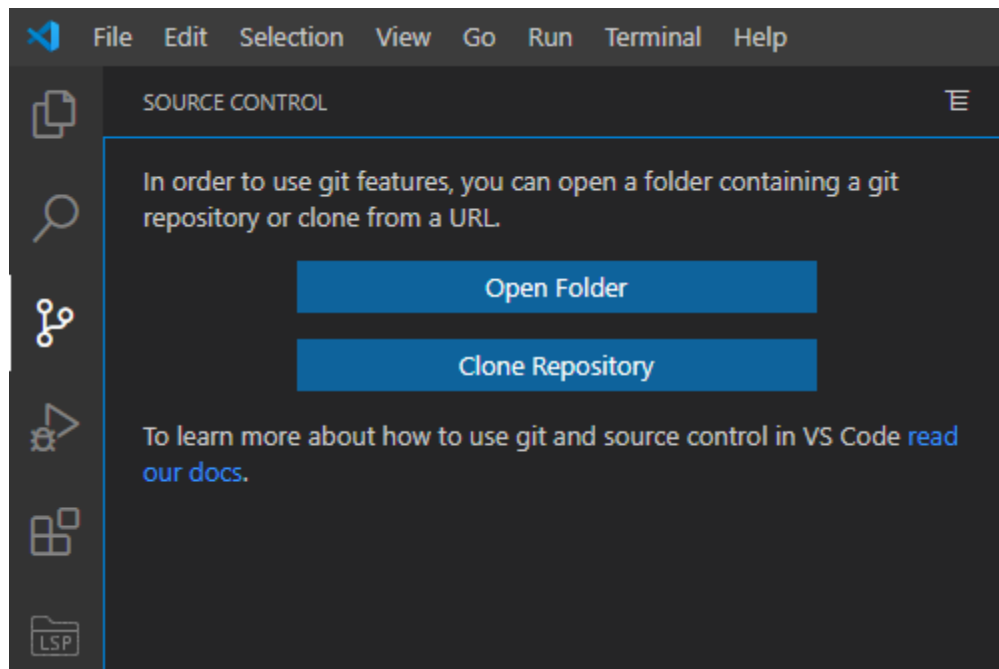 File Edit Selection View Go Run Terminal Help
SOURCE CONTROL
In order to use git features, you can open a folder containing a git
repository or clone from a URL.
Open Folder
Clone Repository
To learn more about how to use git and source control in VS Code read
our docs.
LSP